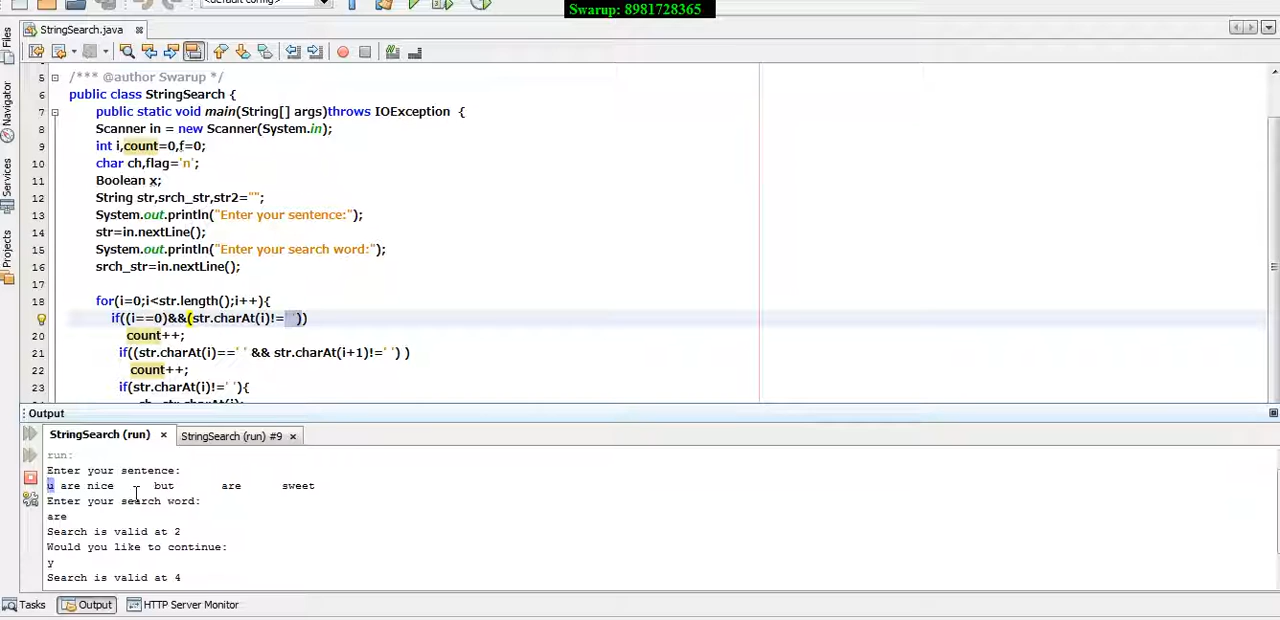 <default config>
Swarup: 8981728365
StringSearch.java
Files
Navigator
Services
Projects
5 /*** @author Swarup */
6 public class StringSearch {
7 public static void main(String[] args)throws IOException {
8 Scanner in = new Scanner(System.in);
9 int i,count=0,f=0;
10 char ch,flag='n';
11 Boolean x;
12 String str,srch_str,str2="";
13 System.out.println("Enter your sentence:");
14 str=in.nextLine();
15 System.out.println("Enter your search word:");
16 srch_str=in.nextLine();
17
18 for(i=0;i<str.length();i++){
if((i==0)&&(str.charAt(i)!=' '))
20 count++;
21 if((str.charAt(i)==' ' && str.charAt(i+1)!=' ') )
22 count++;
23 if(str.charAt(i)!=' '){
Output
StringSearch (run) StringSearch (run) #9
run:
Enter your sentence:
u are nice but are sweet
Enter your search word:
are
Search is valid at 2
Would you like to continue:
y
Search is valid at 4
Tasks Output HTTP Server Monitor